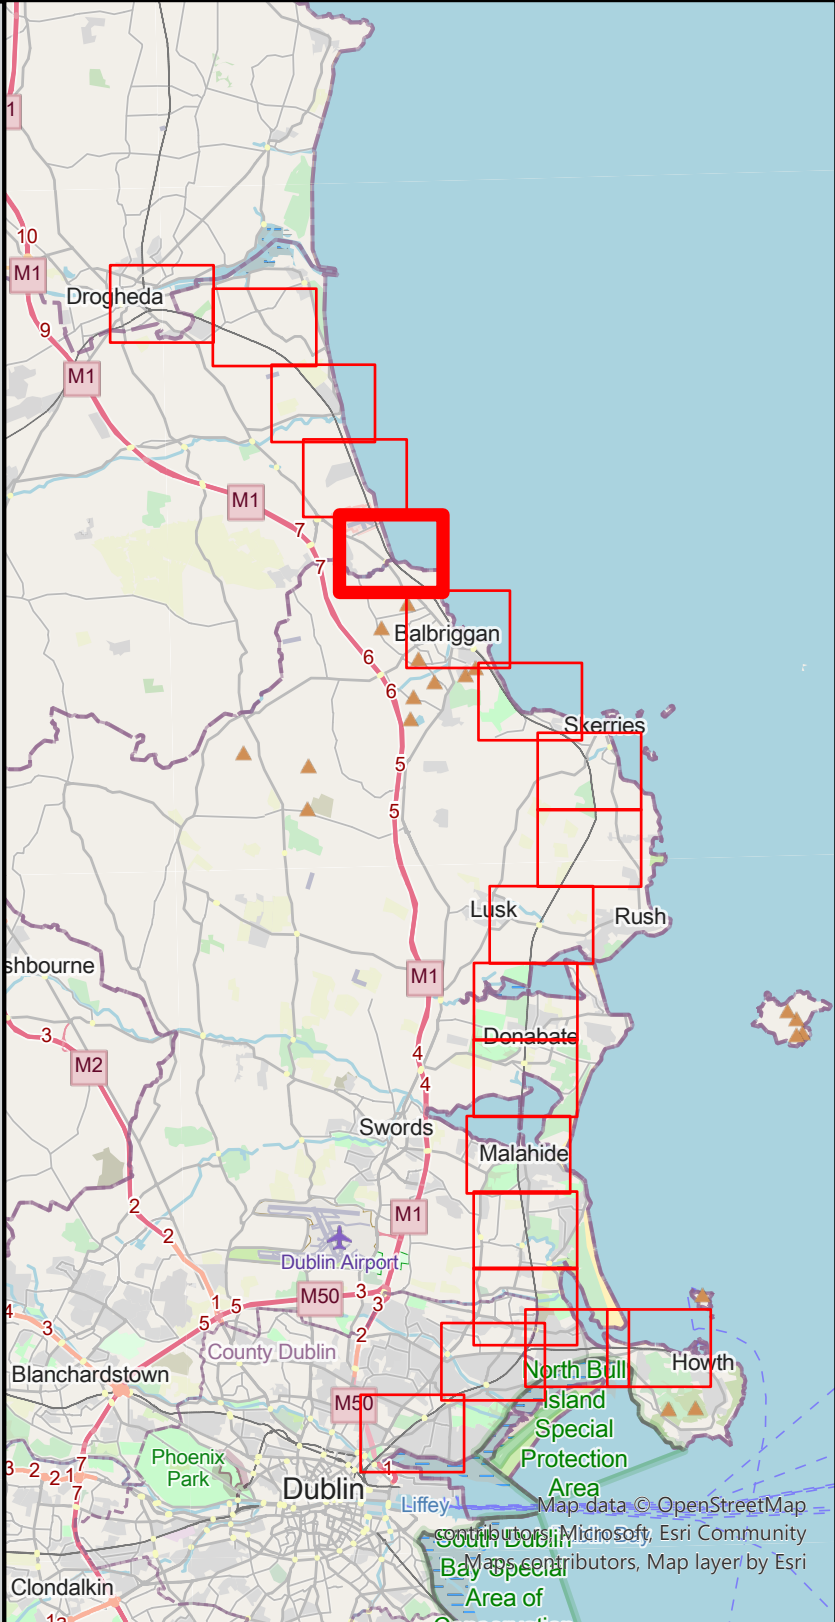 1
10
M1
Drogheda
9
M1
M1
7
7
Balbriggan
6
6
Skerries
5
5
Lusk
Rush
shbourne
M1
3
Donabate
M2
4
4
Swords
Malahide
2
M1
2
Dublin Airport
M50
3
3
1
5
5
4
3
2
County Dublin
Howth
Blanchardstown
North Bull
Island
Special
Protection
Area
M50
Phoenix
Park
7
3
2
2
1
7
1
Dublin
Liffey
Map data © OpenStreetMap
contributors, Microsoft, Esri Community
Maps contributors, Map layer by Esri
South Dublin
Bay Special
Area of
Clondalkin